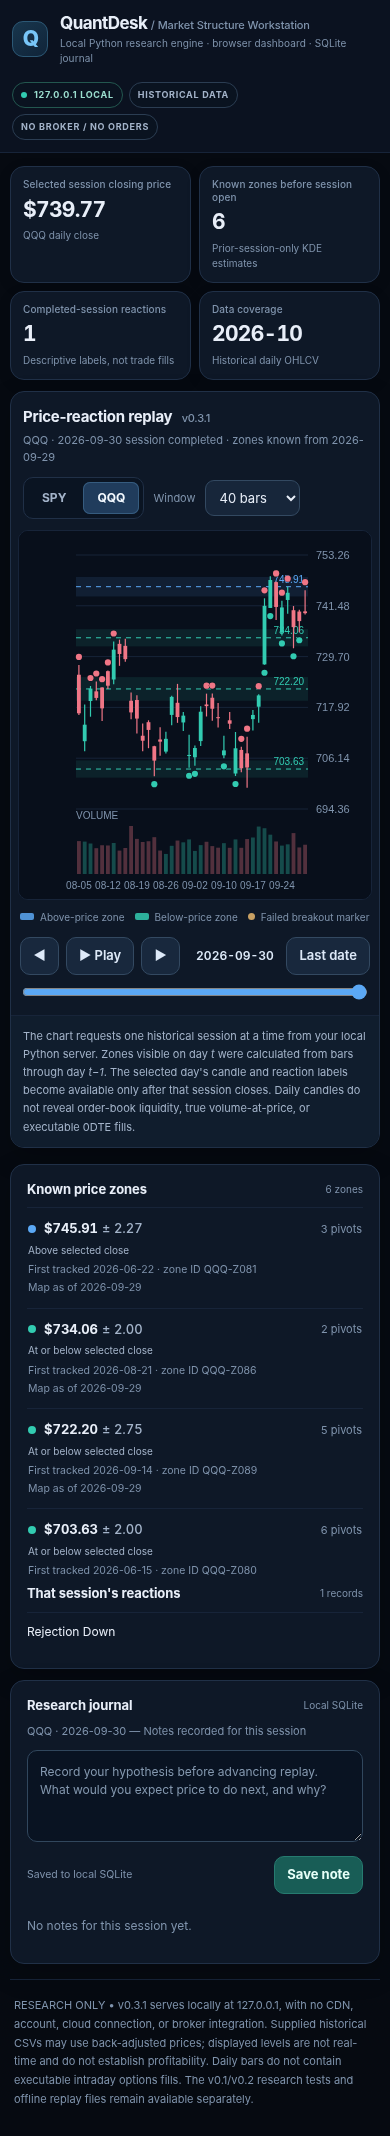 Q
QuantDesk / Market Structure Workstation
Local Python research engine · browser dashboard · SQLite
journal
127.0.0.1 LOCAL
HISTORICAL DATA
NO BROKER / NO ORDERS
Selected session closing price
$739.77
QQQ daily close
Known zones before session
open
6
Prior-session-only KDE
estimates
Completed-session reactions
1
Descriptive labels, not trade fills
Data coverage
2026-10
Historical daily OHLCV
Price-reaction replay v0.3.1
QQQ · 2026-09-30 session completed · zones known from 2026-
09-29
SPY
QQQ
Window
40 bars
753.26
745.91
741.48
734.06
729.70
722.20
717.92
706.14
703.63
694.36
VOLUME
08-05 08-12 08-19 08-26 09-02 09-10 09-17 09-24
Above-price zone
Below-price zone
Failed breakout marker
◀
▶ Play
▶
2026-09-30
Last date
The chart requests one historical session at a time from your local
Python server. Zones visible on day t were calculated from bars
through day t−1. The selected day's candle and reaction labels
become available only after that session closes. Daily candles do
not reveal order-book liquidity, true volume-at-price, or
executable 0DTE fills.
Known price zones
6 zones
$745.91 ± 2.27
3 pivots
Above selected close
First tracked 2026-06-22 · zone ID QQQ-Z081
Map as of 2026-09-29
$734.06 ± 2.00
2 pivots
At or below selected close
First tracked 2026-08-21 · zone ID QQQ-Z086
Map as of 2026-09-29
$722.20 ± 2.75
5 pivots
At or below selected close
First tracked 2026-09-14 · zone ID QQQ-Z089
Map as of 2026-09-29
$703.63 ± 2.00
6 pivots
At or below selected close
First tracked 2026-06-15 · zone ID QQQ-Z080
That session's reactions
1 records
Rejection Down
Research journal
Local SQLite
QQQ · 2026-09-30 — Notes recorded for this session
Record your hypothesis before advancing replay.
What would you expect price to do next, and why?
Saved to local SQLite
Save note
No notes for this session yet.
RESEARCH ONLY • v0.3.1 serves locally at 127.0.0.1, with no CDN,
account, cloud connection, or broker integration. Supplied historical
CSVs may use back-adjusted prices; displayed levels are not real-
time and do not establish profitability. Daily bars do not contain
executable intraday options fills. The v0.1/v0.2 research tests and
offline replay files remain available separately.